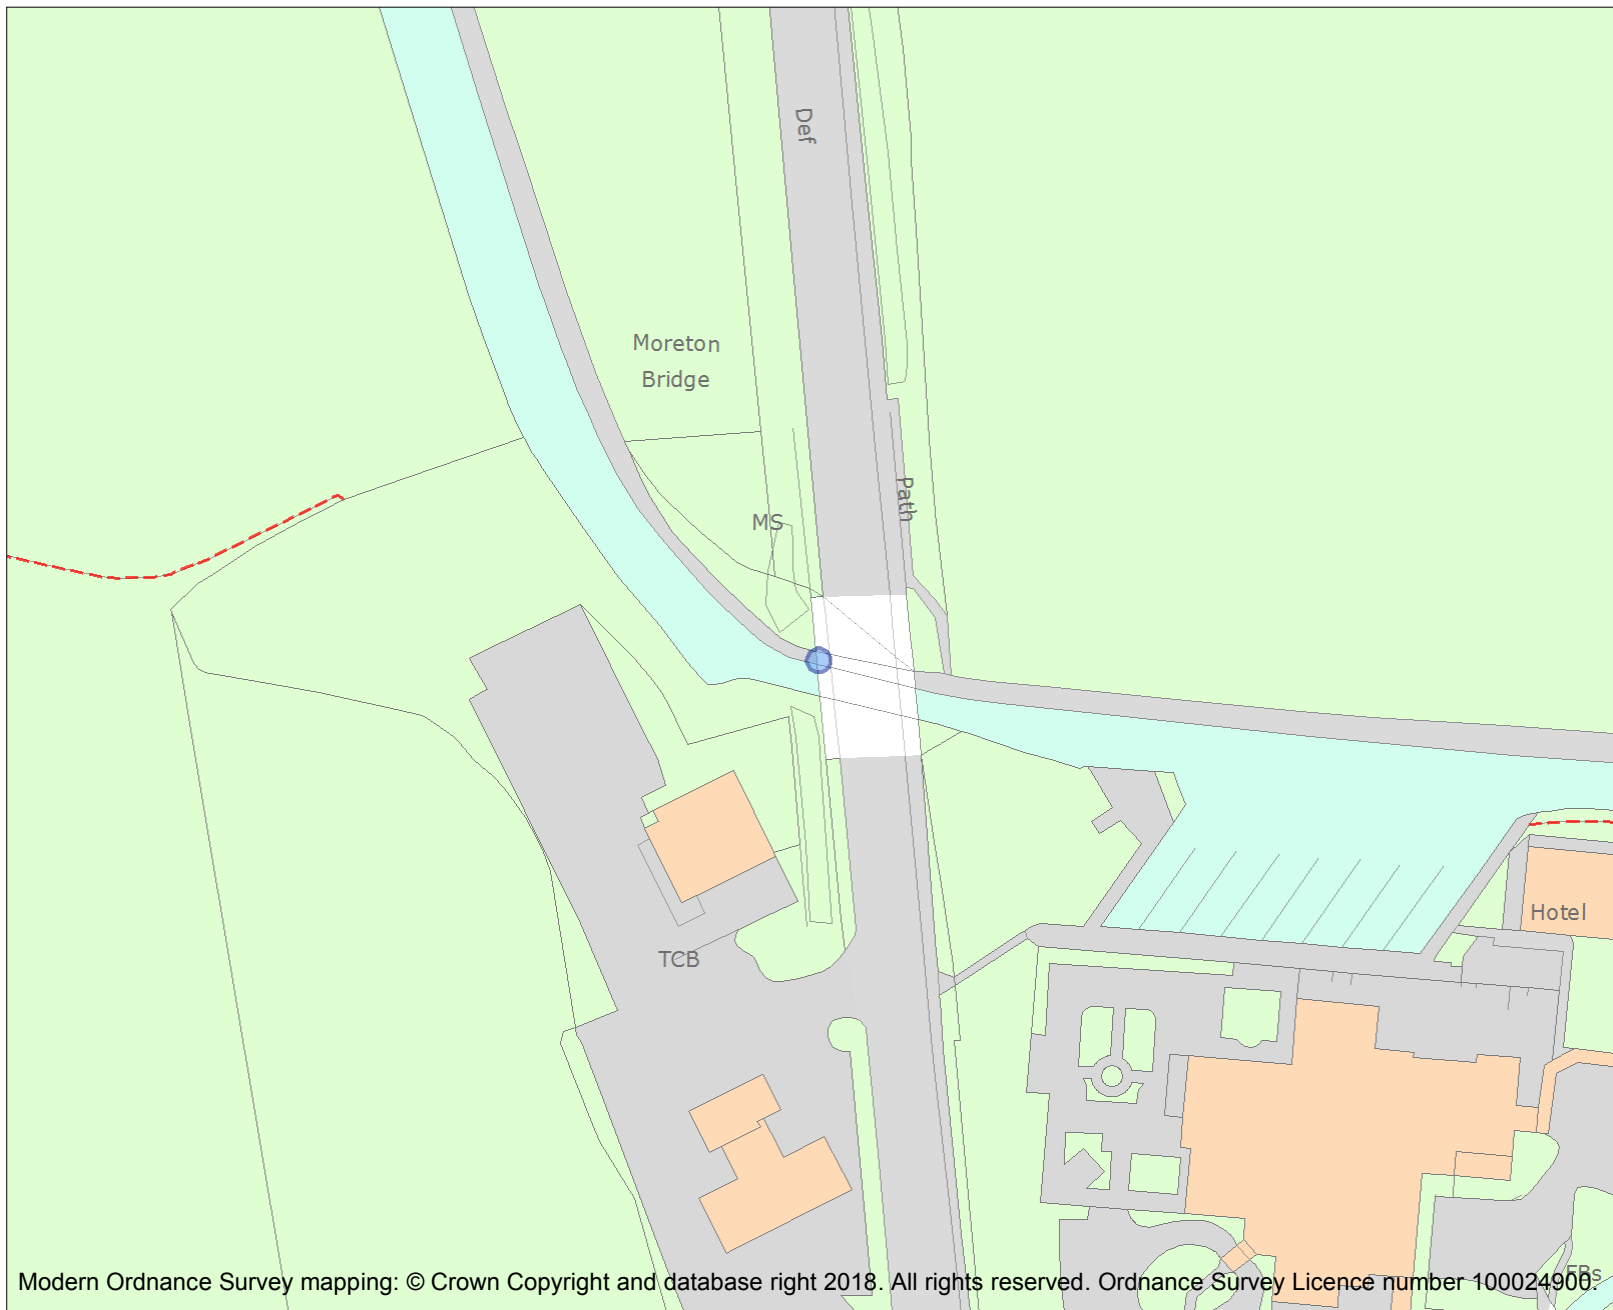 Def
Moreton
Bridge
Path
MS
Hotel
TCB
FBs
Modern Ordnance Survey mapping: © Crown Copyright and database right 2018. All rights reserved. Ordnance Survey Licence number 100024900.